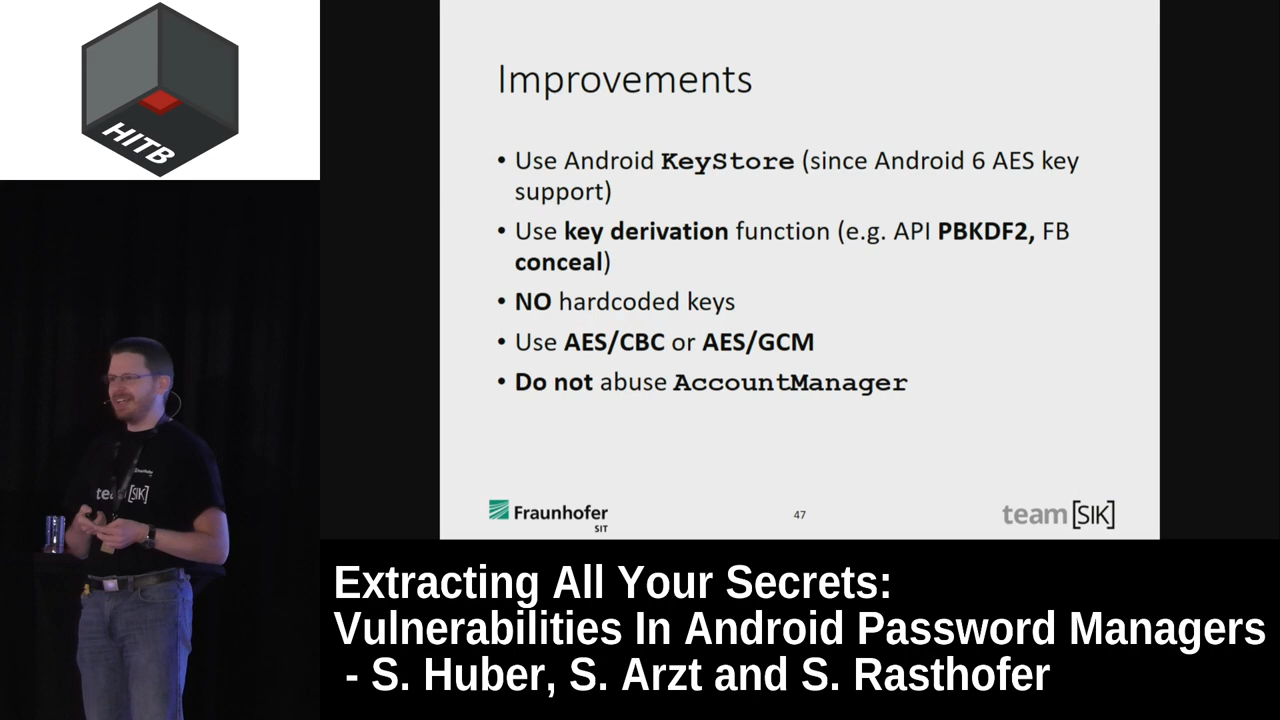 HITB
Improvements
• Use Android KeyStore (since Android 6 AES key
support)
• Use key derivation function (e.g. API PBKDF2, FB
conceal)
• NO hardcoded keys
• Use AES/CBC or AES/GCM
• Do not abuse AccountManager
Fraunhofer
SIT
47
team [SIK]
Fraunhofer
team [SIK]
Extracting All Your Secrets:
Vulnerabilities In Android Password Managers
- S. Huber, S. Arzt and S. Rasthofer